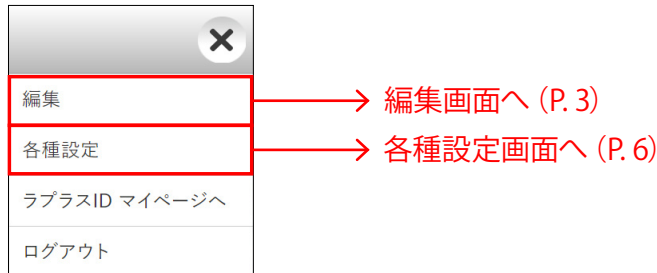 編集
編集画面へ（P. 3）
各種設定
各種設定画面へ（P. 6）
ラプラスID マイページへ
ログアウト